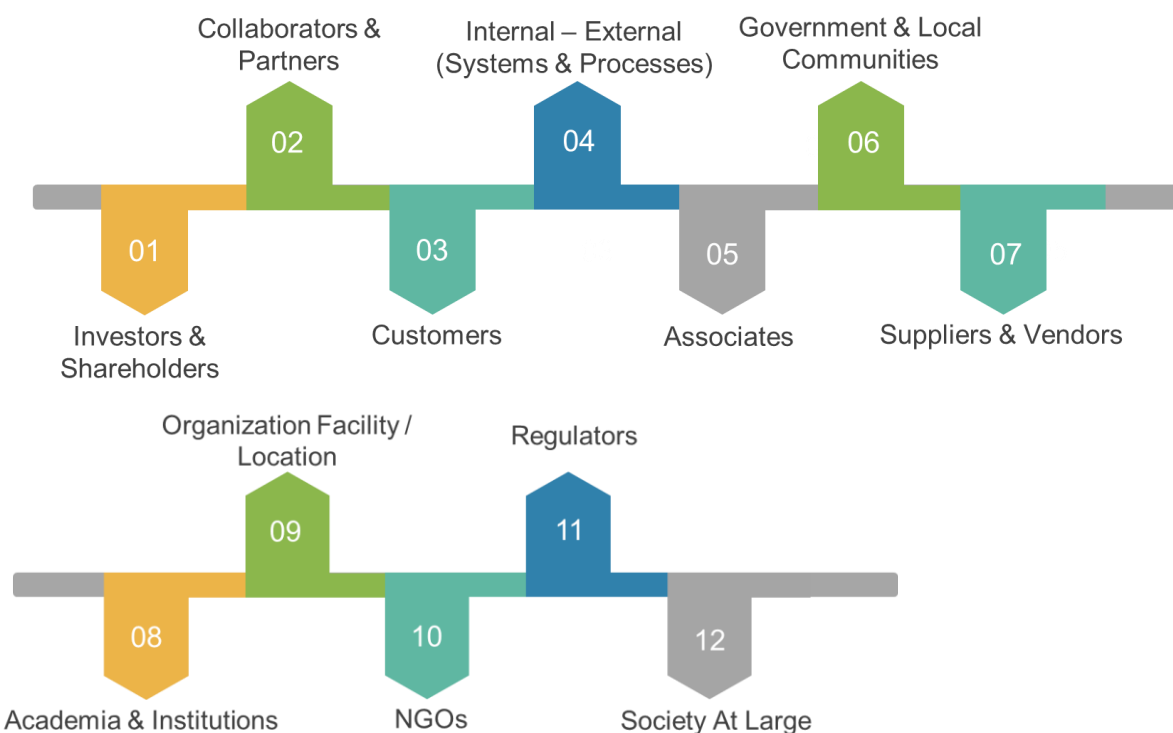 Collaborators &
Partners
Internal – External
(Systems & Processes)
Government & Local
Communities
02
04
06
01
03
05
07
Investors &
Shareholders
Customers
Associates
Suppliers & Vendors
Organization Facility /
Location
Regulators
09
11
08
10
12
Academia & Institutions
NGOs
Society At Large